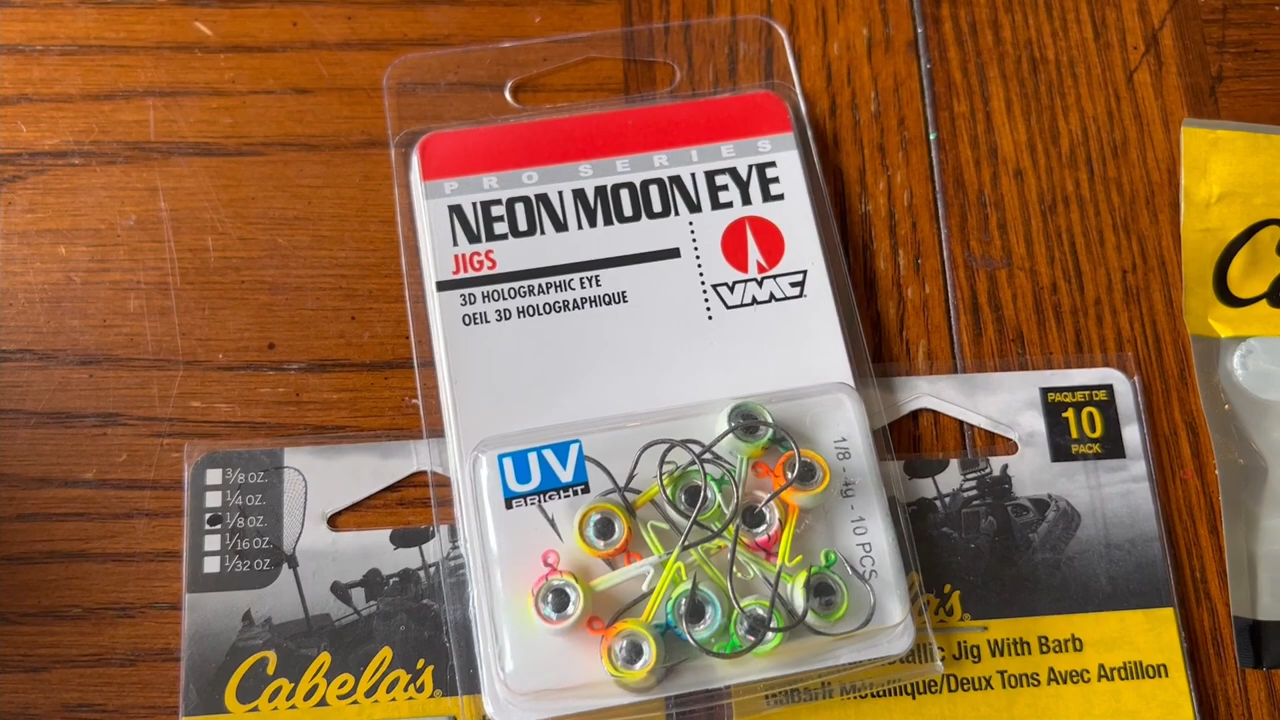 PRO SERIES
NEON MOON EYE
JIGS
3D HOLOGRAPHIC EYE
OEIL 3D HOLOGRAPHIQUE
VMC
UV
BRIGHT
1/8 - 4g - 10 PCS
3/8 OZ.
1/4 OZ.
1/8 OZ.
1/16 OZ.
1/32 OZ.
Cabela's
PAQUET DE
10
PACK
Jig With Barb
Métallique/Deux Tons Avec Ardillon